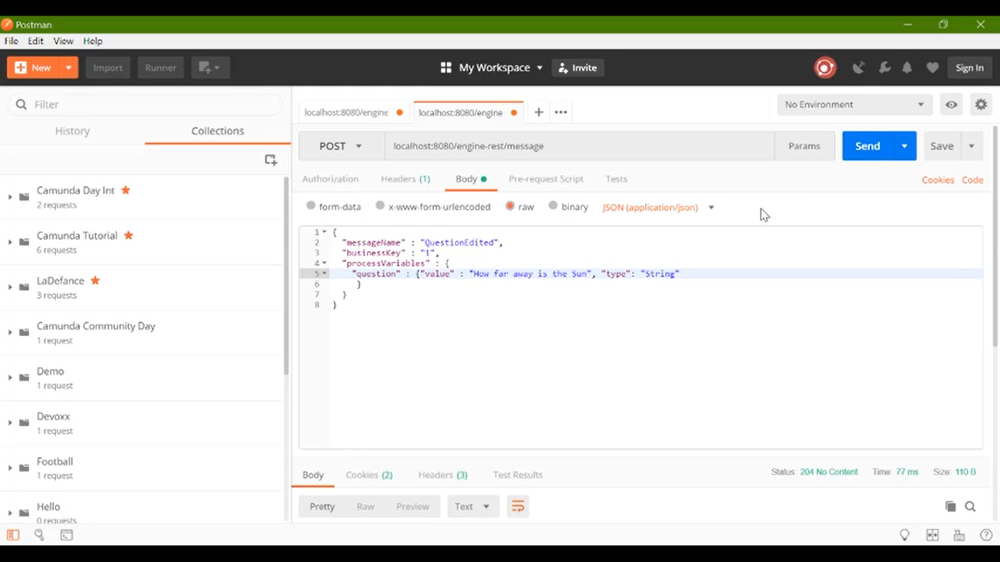 Postman
File Edit View Help
New Import Runner My Workspace Invite Sign In
Filter
History Collections
Camunda Day Int
2 requests
Camunda Tutorial
6 requests
LaDefance
3 requests
Camunda Community Day
1 request
Demo
1 request
Devoxx
1 request
Football
1 request
Hello
0 requests
localhost:8080/engine localhost:8080/engine + ••• No Environment
POST localhost:8080/engine-rest/message Params Send Save
Authorization Headers (1) Body Pre-request Script Tests Cookies Code
form-data x-www-form-urlencoded raw binary JSON (application/json)
1 {
2 "messageName" : "QuestionEdited",
3 "businessKey" : "1",
4 "processVariables" : {
5 "question" : {"value" : "How far away is the Sun", "type": "String"
6 }
7 }
8 }
Body Cookies (2) Headers (3) Test Results Status: 204 No Content Time: 77 ms Size: 110 B
Pretty Raw Preview Text